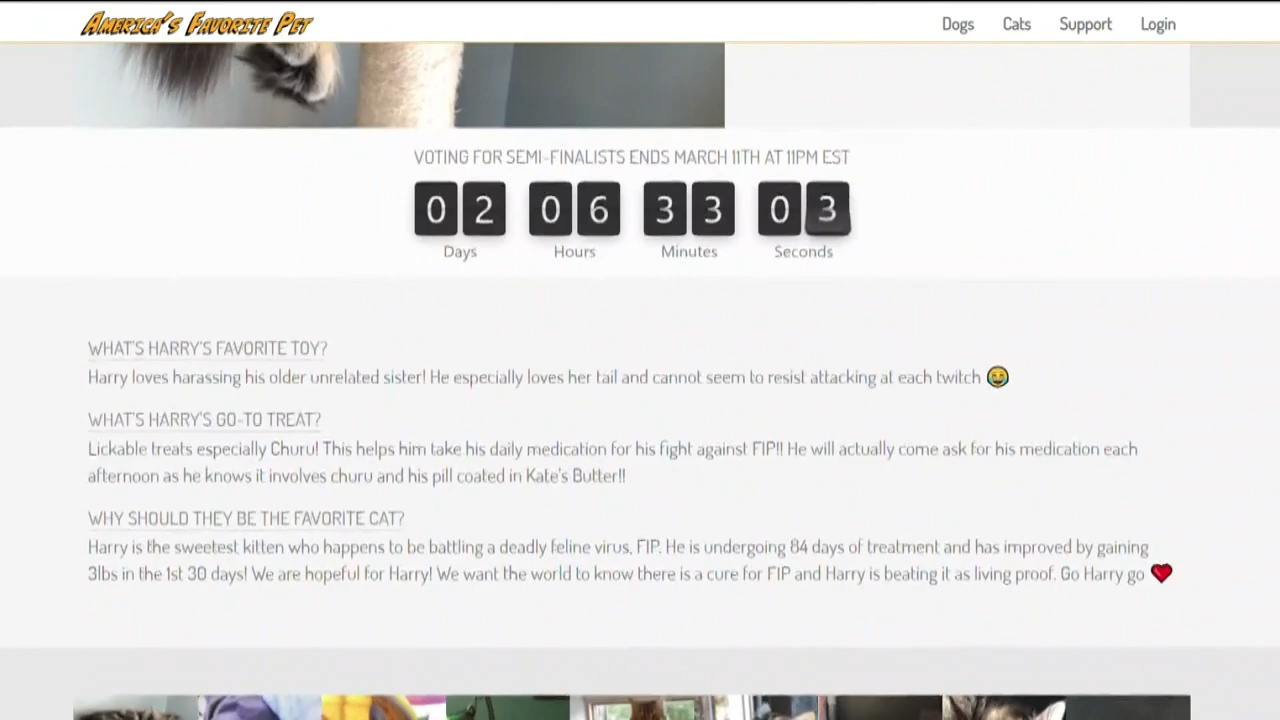 America's Favorite Pet
Dogs Cats Support Login
VOTING FOR SEMI-FINALISTS ENDS MARCH 11TH AT 11PM EST
02 06 33 03
Days Hours Minutes Seconds
WHAT'S HARRY'S FAVORITE TOY?
Harry loves harassing his older unrelated sister! He especially loves her tail and cannot seem to resist attacking at each twitch 😂
WHAT'S HARRY'S GO-TO TREAT?
Lickable treats especially Churu! This helps him take his daily medication for his fight against FIP!! He will actually come ask for his medication each
afternoon as he knows it involves churu and his pill coated in Kate's Butter!!
WHY SHOULD THEY BE THE FAVORITE CAT?
Harry is the sweetest kitten who happens to be battling a deadly feline virus, FIP. He is undergoing 84 days of treatment and has improved by gaining
3lbs in the 1st 30 days! We are hopeful for Harry! We want the world to know there is a cure for FIP and Harry is beating it as living proof. Go Harry go ❤️